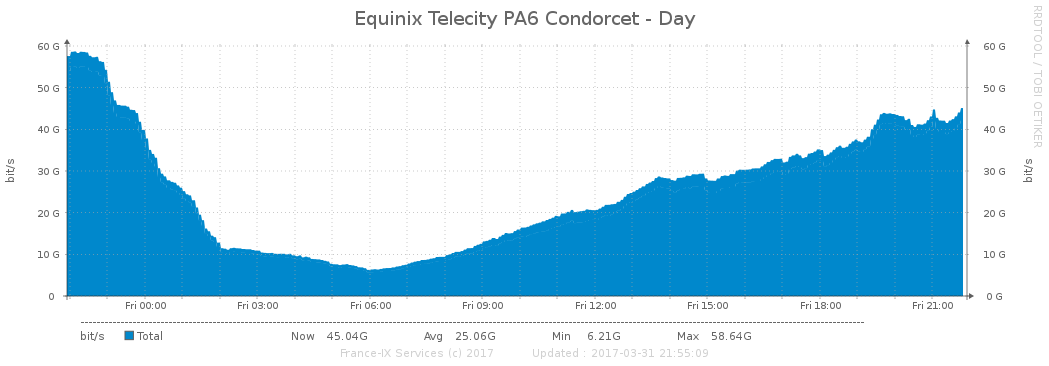 Equinix Telecity PA6 Condorcet - Day
RRDTOOL / TOBI OETIKER
bit/s
60 G
50 G
40 G
30 G
20 G
10 G
0
60 G
50 G
40 G
30 G
20 G
10 G
0 G
bit/s
Fri 00:00 Fri 03:00 Fri 06:00 Fri 09:00 Fri 12:00 Fri 15:00 Fri 18:00 Fri 21:00
bit/s Total Now 45.04G Avg 25.06G Min 6.21G Max 58.64G
France-IX Services (c) 2017 Updated : 2017-03-31 21:55:09